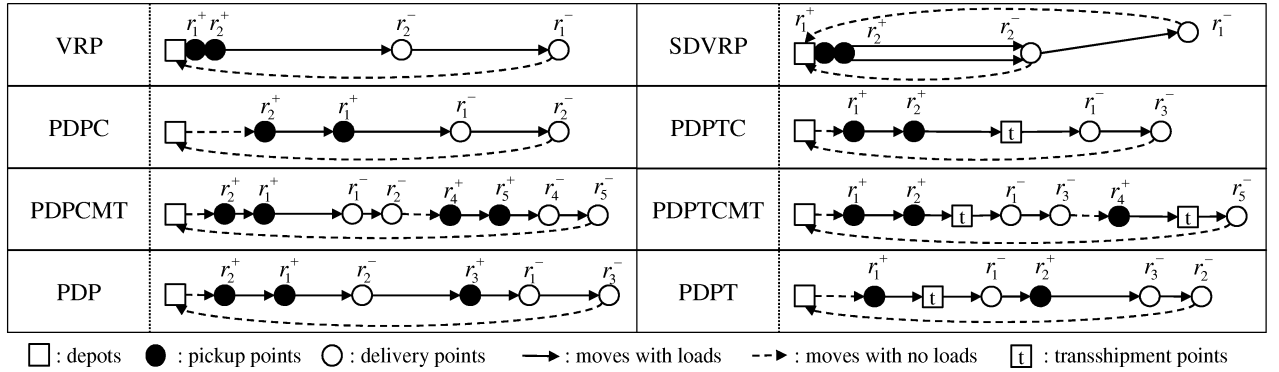 VRP r₁⁺ r₂⁺ r₂⁻ r₁⁻
SDVRP r₁⁺ r₂⁺ r₂⁻ r₁⁻
PDPC r₂⁺ r₁⁺ r₁⁻ r₂⁻
PDPTC r₁⁺ r₂⁺ t r₁⁻ r₃⁻
PDPCMT r₂⁺ r₁⁺ r₁⁻ r₂⁻ r₄⁺ r₅⁺ r₄⁻ r₅⁻
PDPTCMT r₁⁺ r₂⁺ t r₁⁻ r₃⁻ r₄⁺ t r₅⁻
PDP r₂⁺ r₁⁺ r₂⁻ r₃⁺ r₁⁻ r₃⁻
PDPT r₁⁺ t r₁⁻ r₂⁺ r₃⁻ r₂⁻
: depots : pickup points : delivery points : moves with loads : moves with no loads t : transshipment points